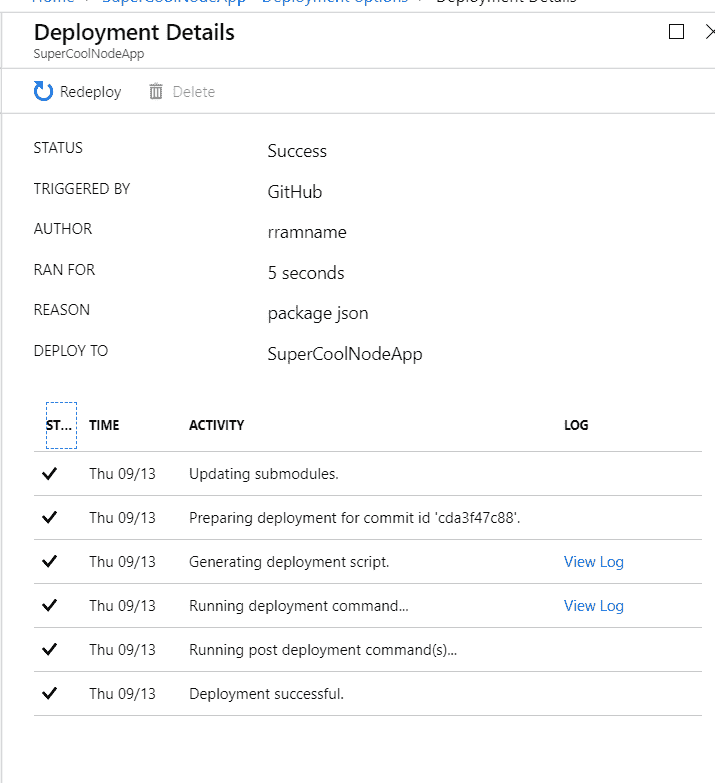 Home > SuperCoolNodeApp - Deployment options > Deployment Details
Deployment Details
SuperCoolNodeApp
Redeploy Delete
STATUS Success
TRIGGERED BY GitHub
AUTHOR rramname
RAN FOR 5 seconds
REASON package json
DEPLOY TO SuperCoolNodeApp
ST... TIME ACTIVITY LOG
Thu 09/13 Updating submodules.
Thu 09/13 Preparing deployment for commit id 'cda3f47c88'.
Thu 09/13 Generating deployment script. View Log
Thu 09/13 Running deployment command... View Log
Thu 09/13 Running post deployment command(s)...
Thu 09/13 Deployment successful.